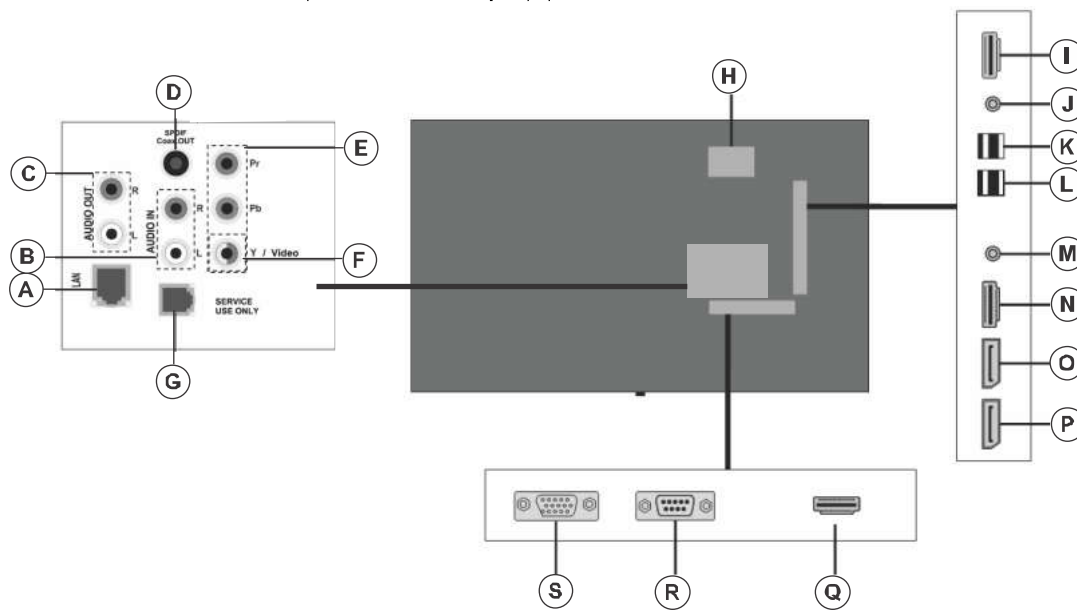 D
H
I
J
SPDIF
Coax.OUT
E
K
C
Pr
R
L
AUDIO OUT
AUDIO IN
R
Pb
L
B
L
Y / Video
F
M
A
LAN
SERVICE
USE ONLY
N
G
O
P
S
R
Q